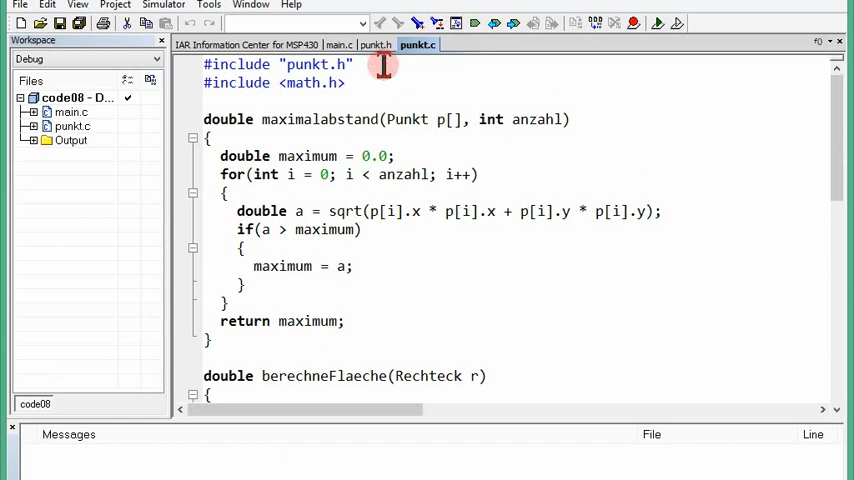 File Edit View Project Simulator Tools Window Help
Workspace
Debug
Files
code08 - D...
main.c
punkt.c
Output
code08
IAR Information Center for MSP430 main.c punkt.h punkt.c
f0
#include "punkt.h"
#include <math.h>
double maximalabstand(Punkt p[], int anzahl)
{
double maximum = 0.0;
for(int i = 0; i < anzahl; i++)
{
double a = sqrt(p[i].x * p[i].x + p[i].y * p[i].y);
if(a > maximum)
{
maximum = a;
}
}
return maximum;
}
double berechneFlaeche(Rechteck r)
{
Messages File Line